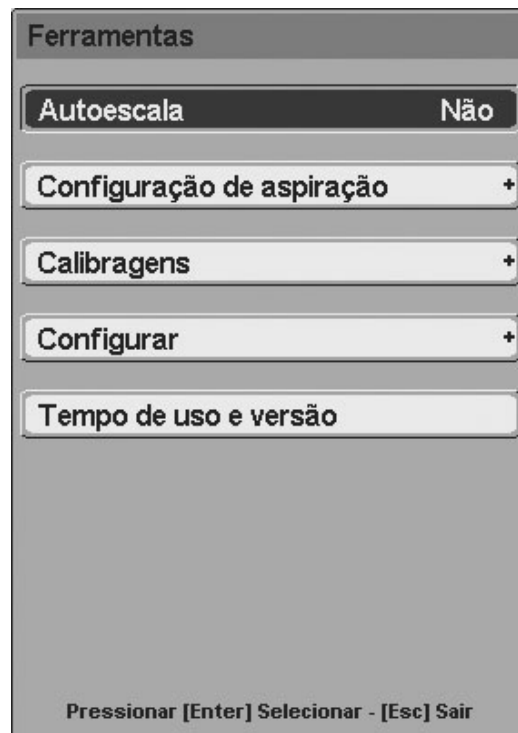 Ferramentas
Autoescala Não
Configuração de aspiração +
Calibragens +
Configurar +
Tempo de uso e versão
Pressionar [Enter] Selecionar - [Esc] Sair